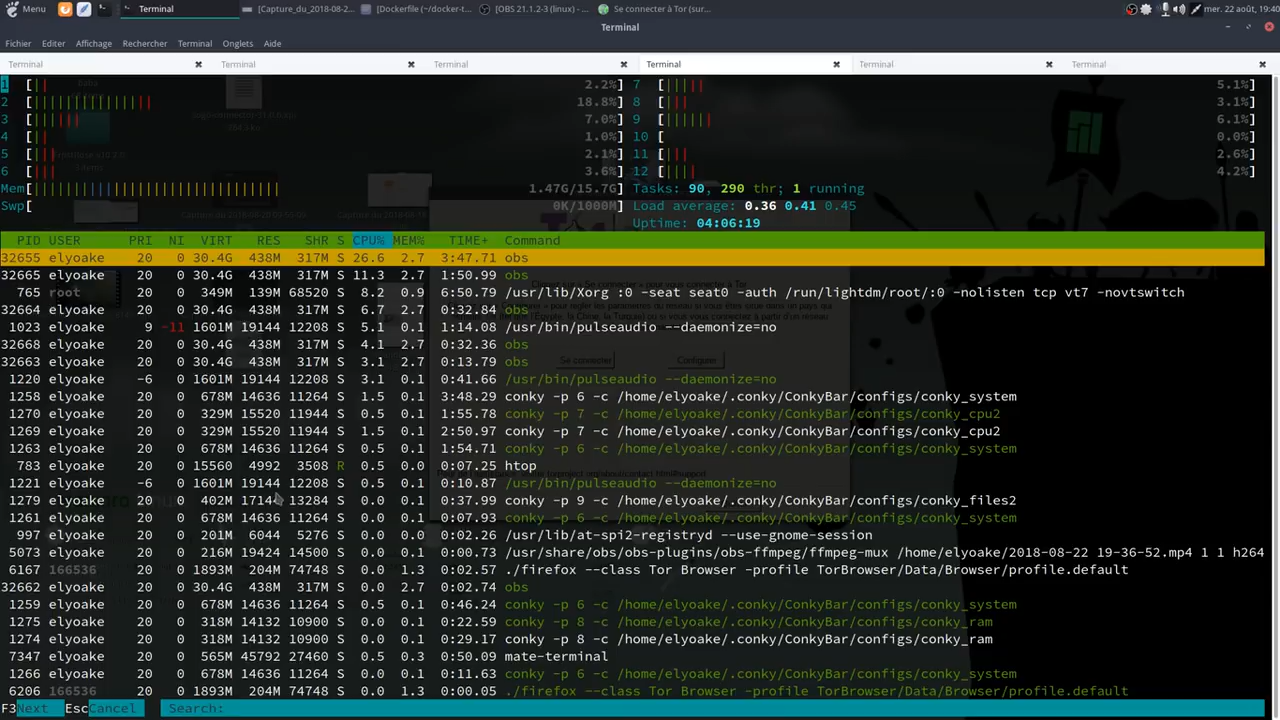 Menu Terminal [Capture_du_2018-08-2... [Dockerfile (~/docker-t... [OBS 21.1.2-3 (linux) -... Se connecter à Tor (sur... mer. 22 août, 19:40
Terminal
Fichier Editer Affichage Rechercher Terminal Onglets Aide
Terminal Terminal Terminal Terminal Terminal Terminal
1 [|| 2.2%] 7 [||||| 5.1%]
2 [|||||||||||||||| 18.8%] 8 [||| 3.1%]
3 [|||||| 7.0%] 9 [|||||| 6.1%]
4 [|| 1.0%] 10 [ 0.0%]
5 [||| 2.1%] 11 [||| 2.6%]
6 [||| 3.6%] 12 [|||| 4.2%]
Mem[|||||||||||||||||||||||||||||||| 1.47G/15.7G] Tasks: 90, 290 thr; 1 running
Swp[ 0K/1000M] Load average: 0.36 0.41 0.45
Uptime: 04:06:19
PID USER PRI NI VIRT RES SHR S CPU% MEM% TIME+ Command
32655 elyoake 20 0 30.4G 438M 317M S 26.6 2.7 3:47.71 obs
32665 elyoake 20 0 30.4G 438M 317M S 11.3 2.7 1:50.99 obs
765 root 20 0 349M 139M 68520 S 8.2 0.9 6:50.79 /usr/lib/Xorg :0 -seat seat0 -auth /run/lightdm/root/:0 -nolisten tcp vt7 -novtswitch
32664 elyoake 20 0 30.4G 438M 317M S 6.7 2.7 0:32.84 obs
1023 elyoake 9 -11 1601M 19144 12208 S 5.1 0.1 1:14.08 /usr/bin/pulseaudio --daemonize=no
32668 elyoake 20 0 30.4G 438M 317M S 4.1 2.7 0:32.36 obs
32663 elyoake 20 0 30.4G 438M 317M S 3.1 2.7 0:13.79 obs
1220 elyoake -6 0 1601M 19144 12208 S 3.1 0.1 0:41.66 /usr/bin/pulseaudio --daemonize=no
1258 elyoake 20 0 678M 14636 11264 S 1.5 0.1 3:48.29 conky -p 6 -c /home/elyoake/.conky/ConkyBar/configs/conky_system
1270 elyoake 20 0 329M 15520 11944 S 0.5 0.1 1:55.78 conky -p 7 -c /home/elyoake/.conky/ConkyBar/configs/conky_cpu2
1269 elyoake 20 0 329M 15520 11944 S 1.5 0.1 2:50.97 conky -p 7 -c /home/elyoake/.conky/ConkyBar/configs/conky_cpu2
1263 elyoake 20 0 678M 14636 11264 S 0.5 0.1 1:54.71 conky -p 6 -c /home/elyoake/.conky/ConkyBar/configs/conky_system
783 elyoake 20 0 15560 4992 3508 R 0.5 0.0 0:07.25 htop
1221 elyoake -6 0 1601M 19144 12208 S 0.5 0.1 0:10.87 /usr/bin/pulseaudio --daemonize=no
1279 elyoake 20 0 402M 17144 13284 S 0.0 0.1 0:37.99 conky -p 9 -c /home/elyoake/.conky/ConkyBar/configs/conky_files2
1261 elyoake 20 0 678M 14636 11264 S 0.0 0.1 0:07.93 conky -p 6 -c /home/elyoake/.conky/ConkyBar/configs/conky_system
997 elyoake 20 0 201M 6044 5276 S 0.0 0.0 0:02.26 /usr/lib/at-spi2-registryd --use-gnome-session
5073 elyoake 20 0 216M 19424 14500 S 0.0 0.1 0:00.73 /usr/share/obs/obs-plugins/obs-ffmpeg/ffmpeg-mux /home/elyoake/2018-08-22 19-36-52.mp4 1 1 h264
6167 166536 20 0 1893M 204M 74748 S 0.0 1.3 0:02.57 ./firefox --class Tor Browser -profile TorBrowser/Data/Browser/profile.default
32662 elyoake 20 0 30.4G 438M 317M S 0.0 2.7 0:02.74 obs
1259 elyoake 20 0 678M 14636 11264 S 0.5 0.1 0:46.24 conky -p 6 -c /home/elyoake/.conky/ConkyBar/configs/conky_system
1275 elyoake 20 0 318M 14132 10900 S 0.0 0.1 0:22.59 conky -p 8 -c /home/elyoake/.conky/ConkyBar/configs/conky_ram
1274 elyoake 20 0 318M 14132 10900 S 0.0 0.1 0:29.17 conky -p 8 -c /home/elyoake/.conky/ConkyBar/configs/conky_ram
7347 elyoake 20 0 565M 45792 27460 S 0.5 0.3 0:50.09 mate-terminal
1266 elyoake 20 0 678M 14636 11264 S 0.0 0.1 0:11.63 conky -p 6 -c /home/elyoake/.conky/ConkyBar/configs/conky_system
6206 166536 20 0 1893M 204M 74748 S 0.0 1.3 0:00.05 ./firefox --class Tor Browser -profile TorBrowser/Data/Browser/profile.default
Se connecter Configurer
F3Next EscCancel Search: